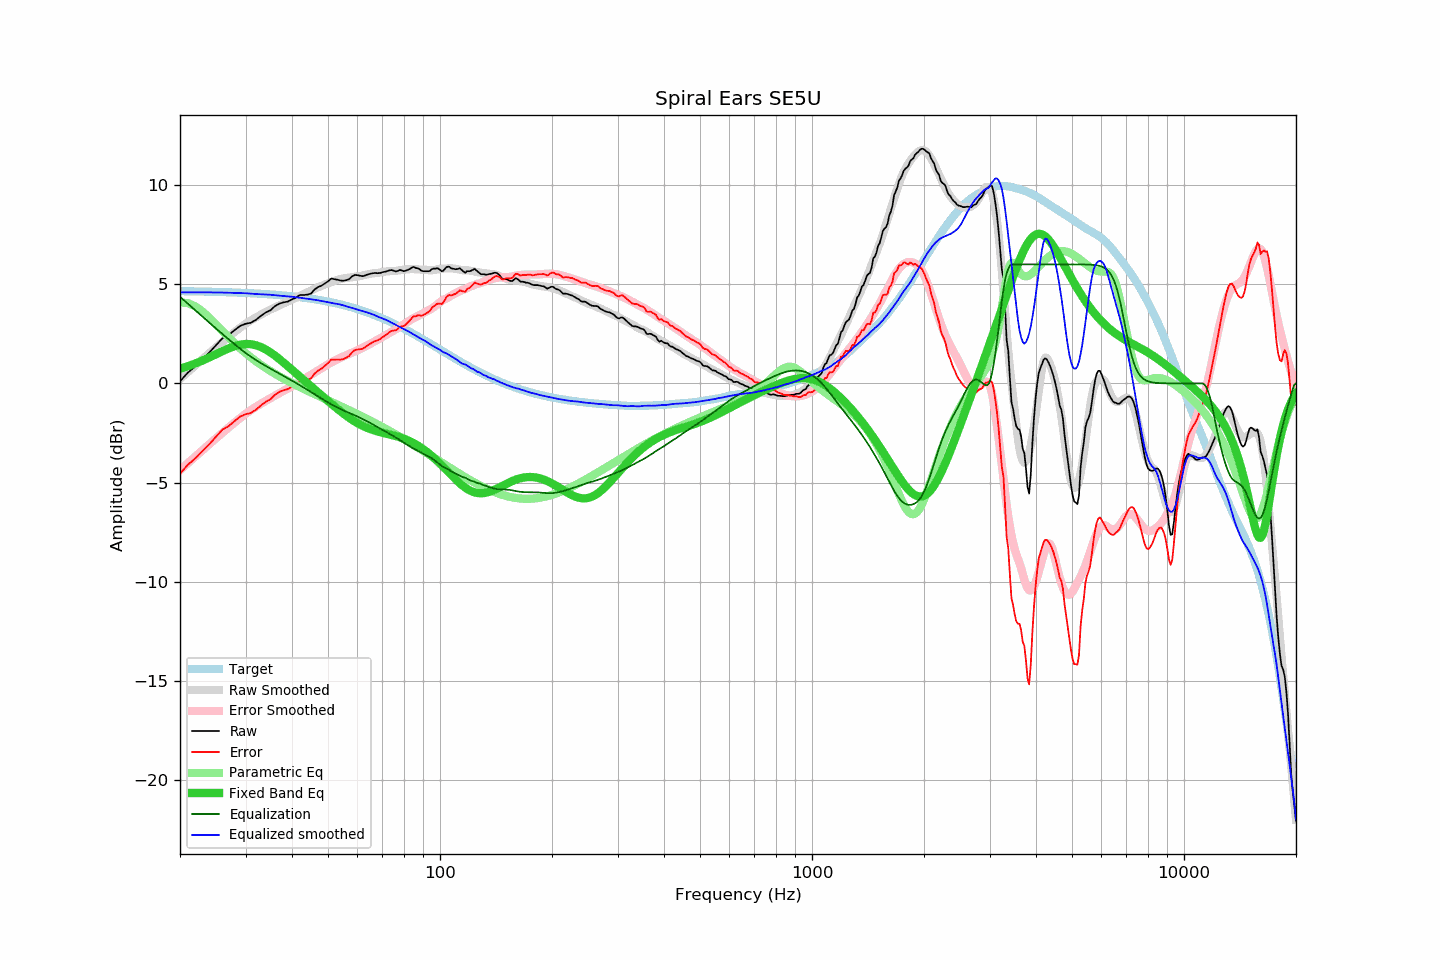 Spiral Ears SE5U
Amplitude (dBr)
10
5
0
−5
−10
−15
−20
Target
Raw Smoothed
Error Smoothed
Raw
Error
Parametric Eq
Fixed Band Eq
Equalization
Equalized smoothed
100 1000 10000
Frequency (Hz)